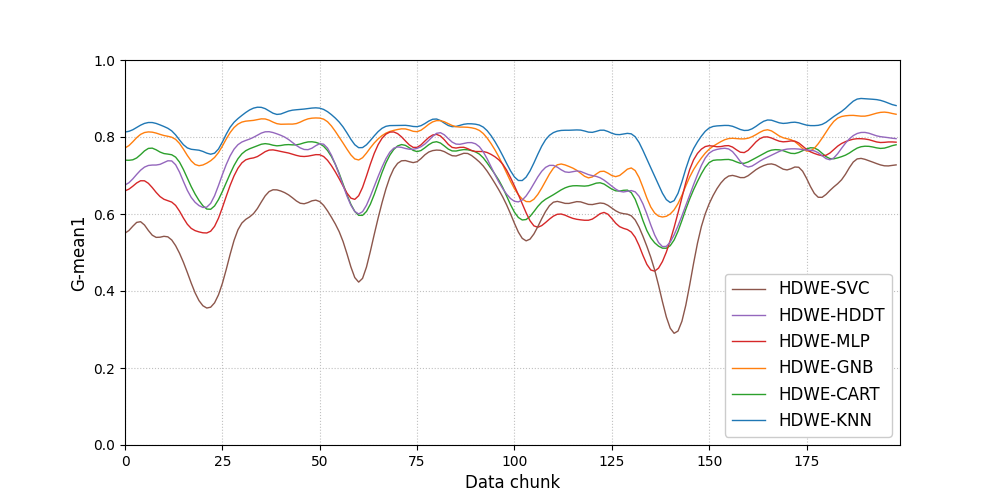 1.0
0.8
0.6
0.4
0.2
0.0
G-mean1
0 25 50 75 100 125 150 175
Data chunk
HDWE-SVC
HDWE-HDDT
HDWE-MLP
HDWE-GNB
HDWE-CART
HDWE-KNN